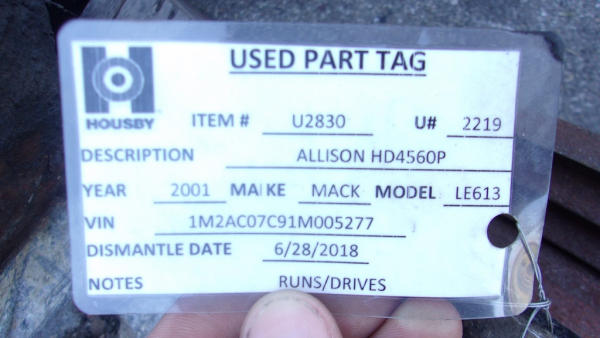 USED PART TAG
HOUSBY
ITEM # U2830 U# 2219
DESCRIPTION ALLISON HD4560P
YEAR 2001 MAKE MACK MODEL LE613
VIN 1M2AC07C91M005277
DISMANTLE DATE 6/28/2018
NOTES RUNS/DRIVES